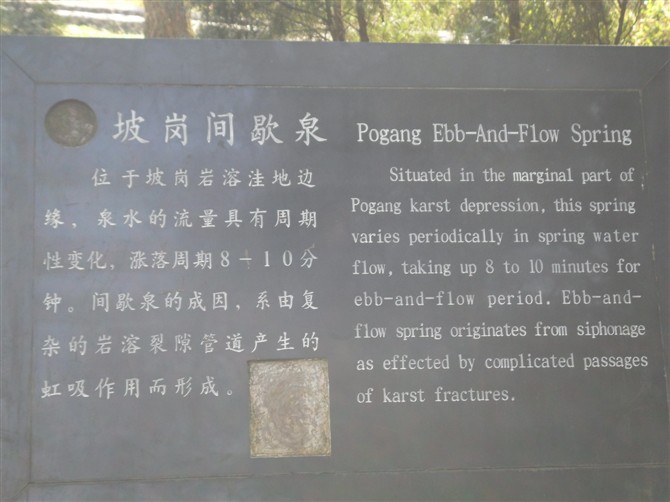 坡岗间歇泉
位于坡岗岩溶洼地边
缘，泉水的流量具有周期
性变化，涨落周期8－10分
钟。间歇泉的成因，系由复
杂的岩溶裂隙管道产生的
虹吸作用而形成。
Pogang Ebb-And-Flow Spring
Situated in the marginal part of
Pogang karst depression, this spring
varies periodically in spring water
flow, taking up 8 to 10 minutes for
ebb-and-flow period. Ebb-and-
flow spring originates from siphonage
as effected by complicated passages
of karst fractures.